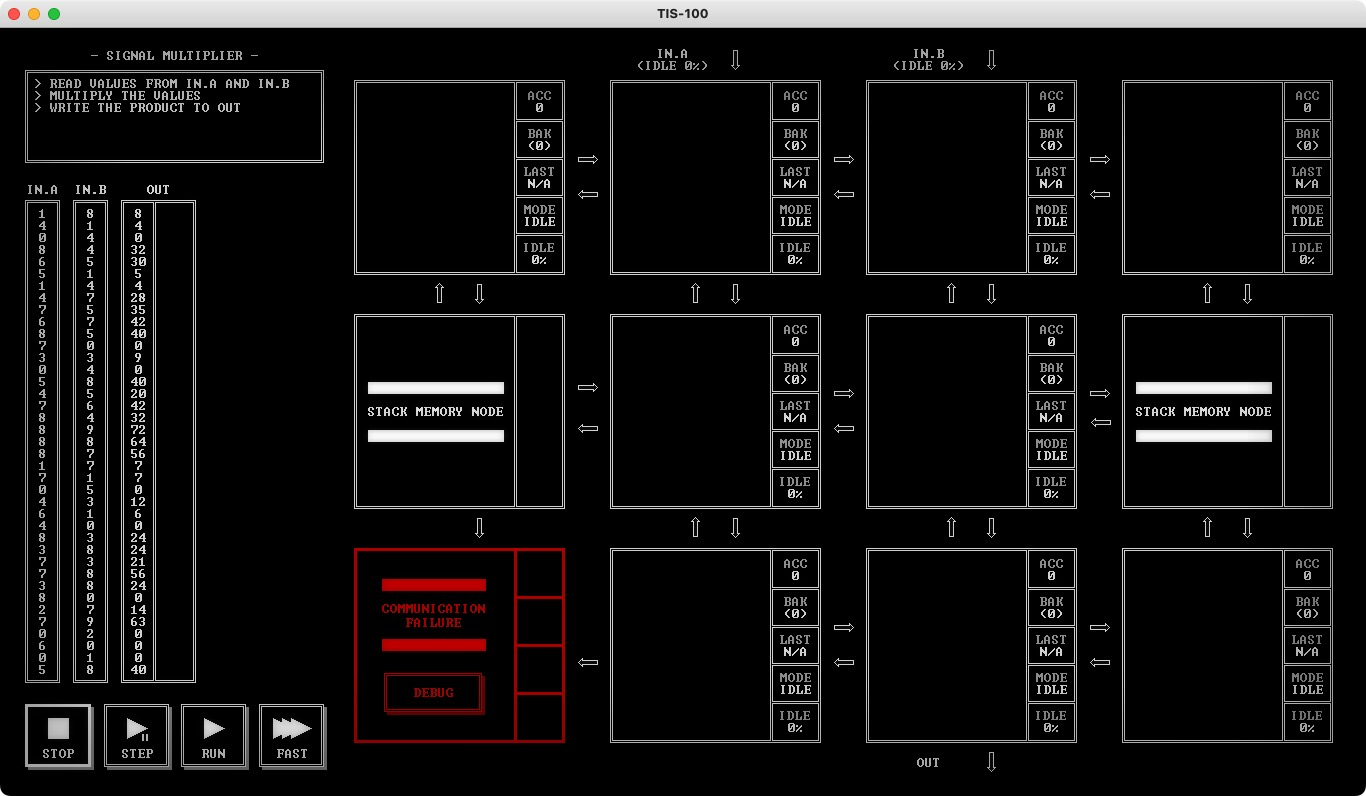 TIS-100
– SIGNAL MULTIPLIER –
> READ VALUES FROM IN.A AND IN.B
> MULTIPLY THE VALUES
> WRITE THE PRODUCT TO OUT
IN.A IN.B OUT
1 8 8
4 1 4
0 4 0
8 4 32
6 5 30
5 1 5
1 4 4
4 7 28
7 5 35
6 7 42
8 5 40
7 0 0
3 3 9
0 4 0
5 8 40
4 5 20
7 6 42
8 4 32
8 9 72
8 8 64
8 7 56
1 7 7
7 1 7
0 5 0
4 3 12
6 1 6
4 0 0
8 3 24
3 8 24
7 3 21
7 8 56
3 8 24
8 0 0
2 7 14
7 9 63
0 2 0
6 0 0
0 1 0
5 8 40
STOP
STEP
RUN
FAST
IN.A
(IDLE 0%)
IN.B
(IDLE 0%)
ACC
0
BAK
(0)
LAST
N/A
MODE
IDLE
IDLE
0%
ACC
0
BAK
(0)
LAST
N/A
MODE
IDLE
IDLE
0%
ACC
0
BAK
(0)
LAST
N/A
MODE
IDLE
IDLE
0%
ACC
0
BAK
(0)
LAST
N/A
MODE
IDLE
IDLE
0%
STACK MEMORY NODE
ACC
0
BAK
(0)
LAST
N/A
MODE
IDLE
IDLE
0%
ACC
0
BAK
(0)
LAST
N/A
MODE
IDLE
IDLE
0%
STACK MEMORY NODE
COMMUNICATION
FAILURE
DEBUG
ACC
0
BAK
(0)
LAST
N/A
MODE
IDLE
IDLE
0%
ACC
0
BAK
(0)
LAST
N/A
MODE
IDLE
IDLE
0%
ACC
0
BAK
(0)
LAST
N/A
MODE
IDLE
IDLE
0%
OUT